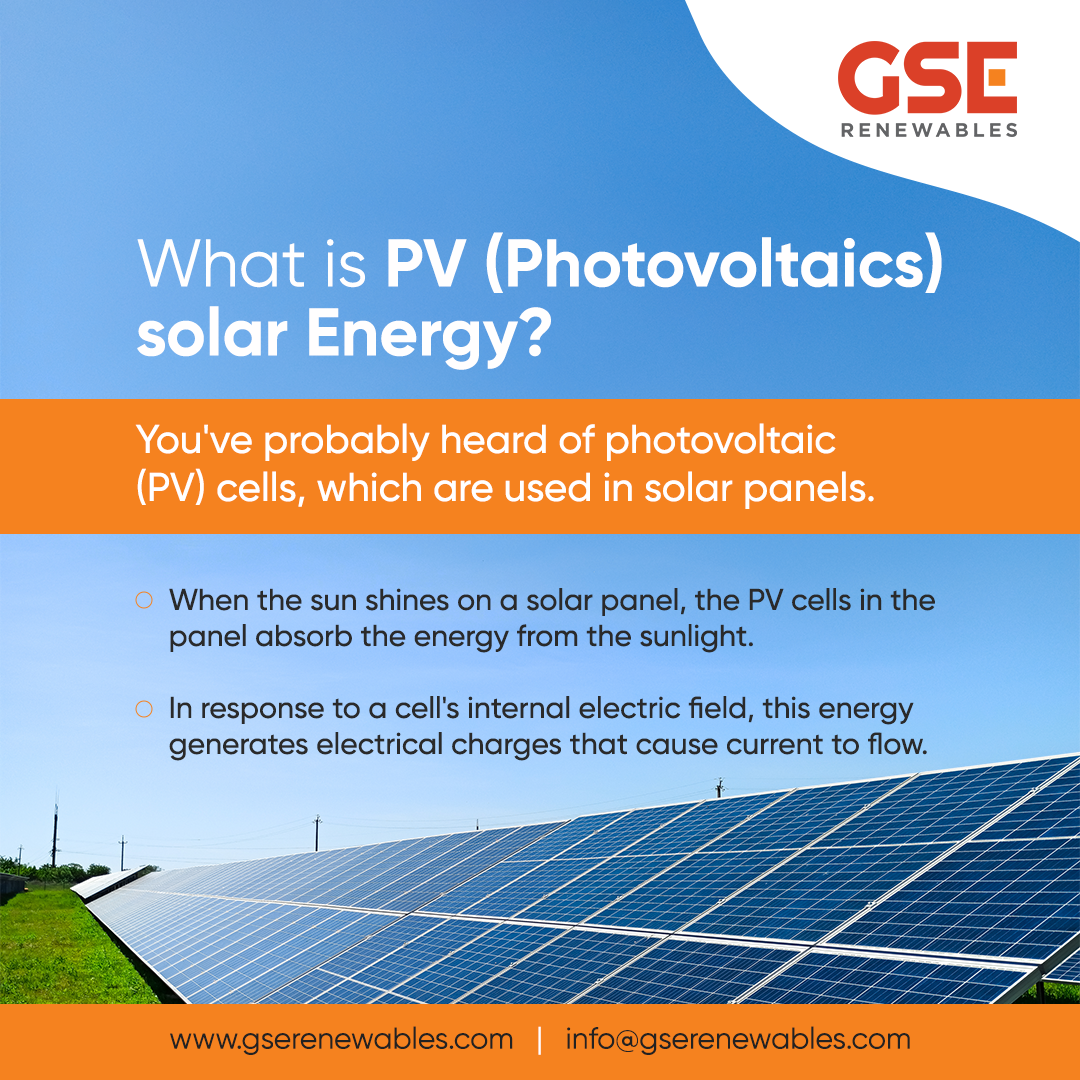 GSE
RENEWABLES
What is PV (Photovoltaics)
solar Energy?
You've probably heard of photovoltaic
(PV) cells, which are used in solar panels.
When the sun shines on a solar panel, the PV cells in the
panel absorb the energy from the sunlight.
In response to a cell's internal electric field, this energy
generates electrical charges that cause current to flow.
www.gserenewables.com | info@gserenewables.com